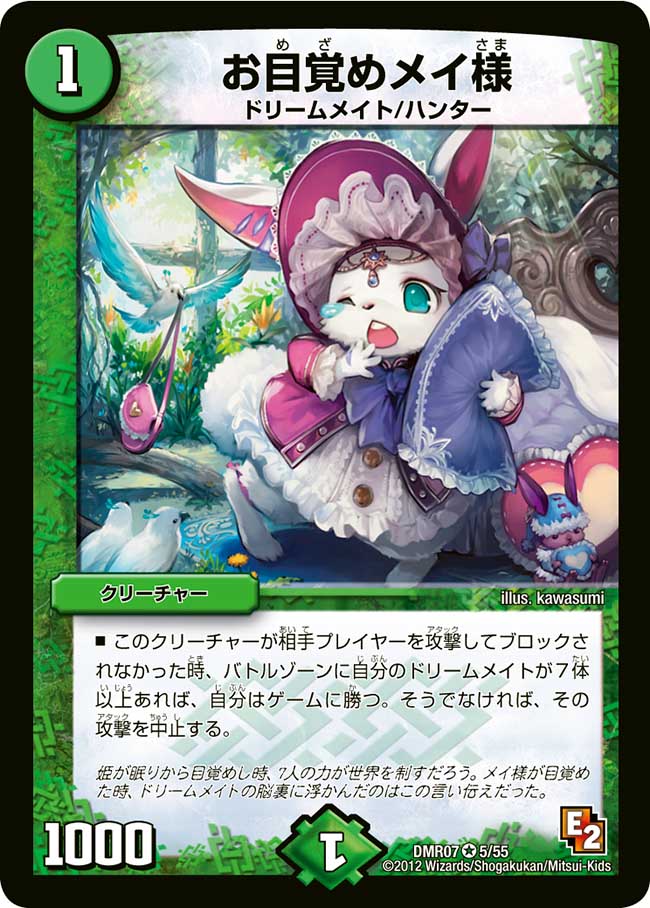 1
お目覚めメイ様
ドリームメイト/ハンター
クリーチャー
illus. kawasumi
■ このクリーチャーが相手プレイヤーを攻撃してブロックさ
れなかった時、バトルゾーンに自分のドリームメイトが7体
以上あれば、自分はゲームに勝つ。そうでなければ、その
攻撃を中止する。
姫が眠りから目覚めし時、7人の力が世界を制すだろう。メイ様が目覚め
た時、ドリームメイトの脳裏に浮かんだのはこの言い伝えだった。
1000
1
E2
DMR07 ✪ 5/55
©2012 Wizards/Shogakukan/Mitsui-Kids